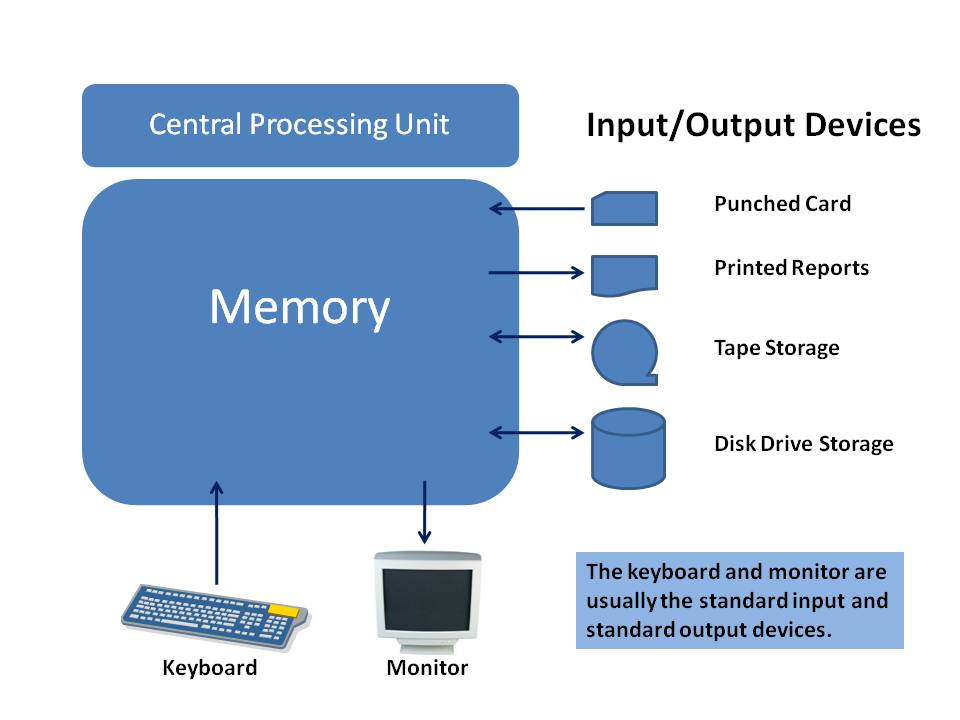 Central Processing Unit
Input/Output Devices
Punched Card
Printed Reports
Memory
Tape Storage
Disk Drive Storage
The keyboard and monitor are
usually the standard input and
standard output devices.
Keyboard
Monitor